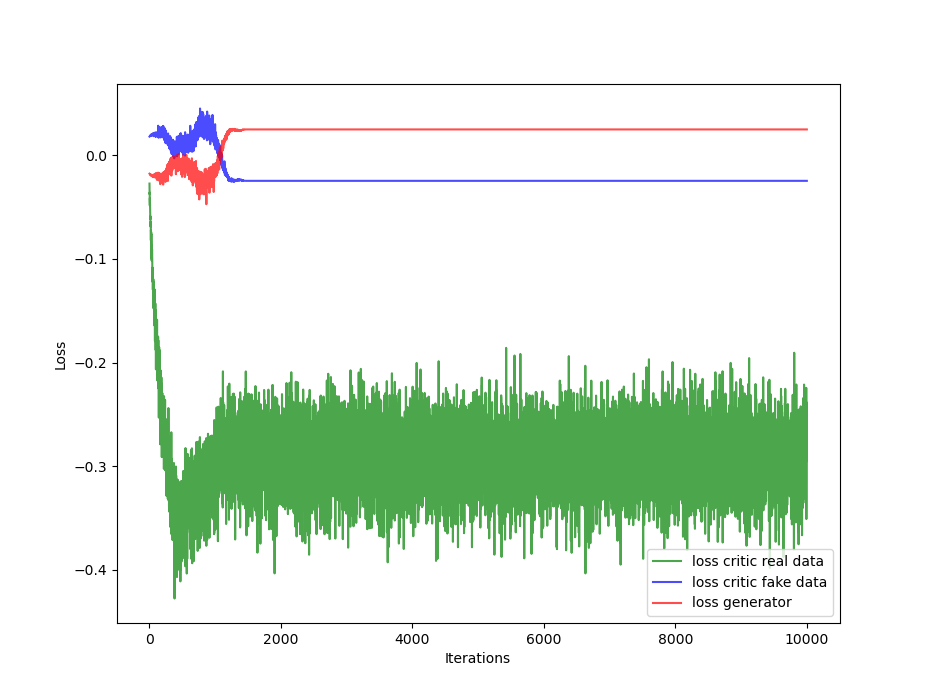 0.0
−0.1
−0.2
−0.3
−0.4
Loss
0 2000 4000 6000 8000 10000
Iterations
loss critic real data
loss critic fake data
loss generator